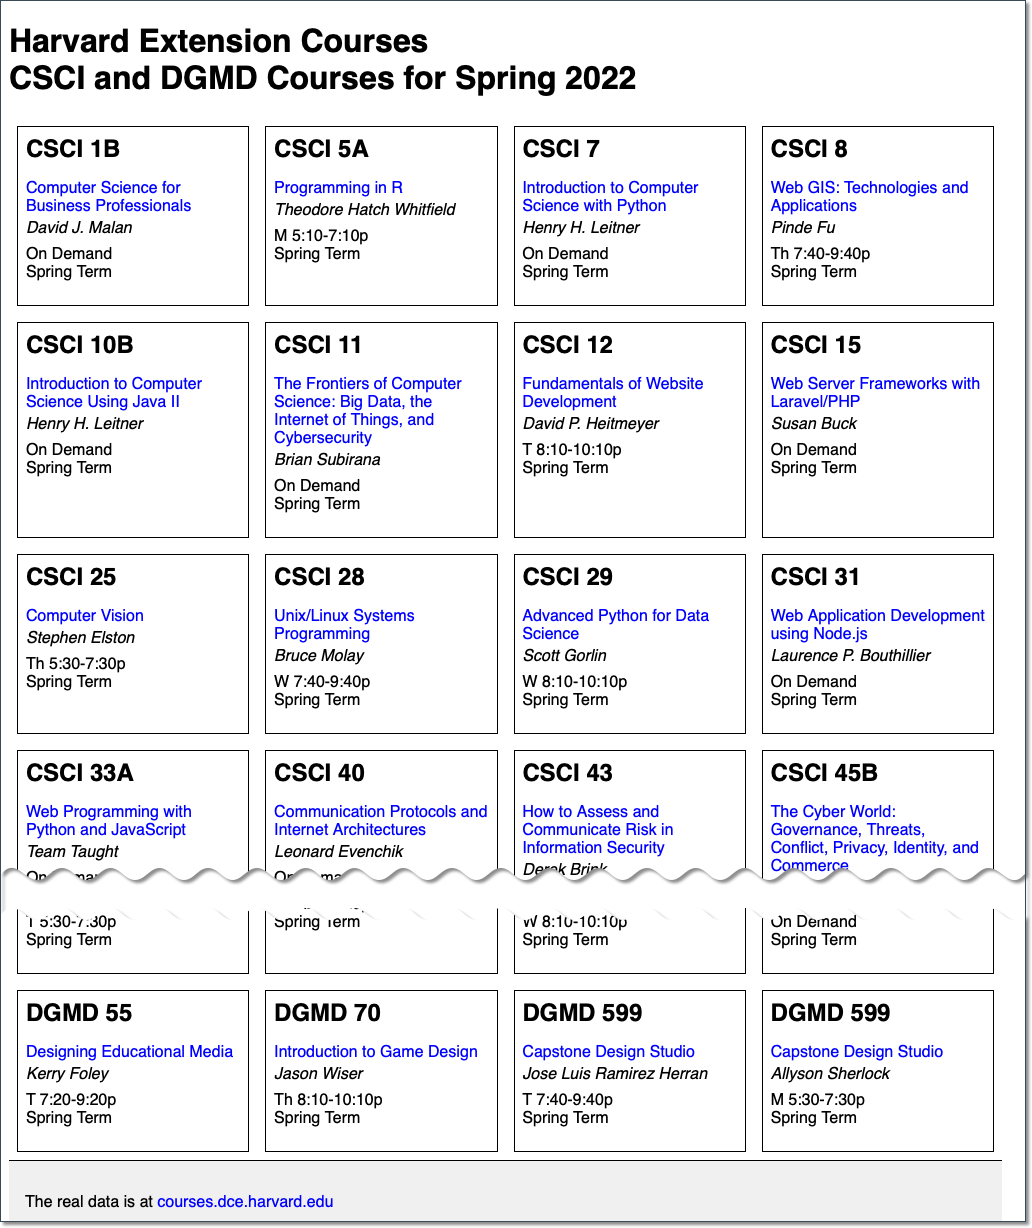 Harvard Extension Courses
CSCI and DGMD Courses for Spring 2022
CSCI 1B
Computer Science for
Business Professionals
David J. Malan
On Demand
Spring Term
CSCI 5A
Programming in R
Theodore Hatch Whitfield
M 5:10-7:10p
Spring Term
CSCI 7
Introduction to Computer
Science with Python
Henry H. Leitner
On Demand
Spring Term
CSCI 8
Web GIS: Technologies and
Applications
Pinde Fu
Th 7:40-9:40p
Spring Term
CSCI 10B
Introduction to Computer
Science Using Java II
Henry H. Leitner
On Demand
Spring Term
CSCI 11
The Frontiers of Computer
Science: Big Data, the
Internet of Things, and
Cybersecurity
Brian Subirana
On Demand
Spring Term
CSCI 12
Fundamentals of Website
Development
David P. Heitmeyer
T 8:10-10:10p
Spring Term
CSCI 15
Web Server Frameworks with
Laravel/PHP
Susan Buck
On Demand
Spring Term
CSCI 25
Computer Vision
Stephen Elston
Th 5:30-7:30p
Spring Term
CSCI 28
Unix/Linux Systems
Programming
Bruce Molay
W 7:40-9:40p
Spring Term
CSCI 29
Advanced Python for Data
Science
Scott Gorlin
W 8:10-10:10p
Spring Term
CSCI 31
Web Application Development
using Node.js
Laurence P. Bouthillier
On Demand
Spring Term
CSCI 33A
Web Programming with
Python and JavaScript
Team Taught
CSCI 40
Communication Protocols and
Internet Architectures
Leonard Evenchik
CSCI 43
How to Assess and
Communicate Risk in
Information Security
Derek Brink
CSCI 45B
The Cyber World:
Governance, Threats,
Conflict, Privacy, Identity, and
Commerce
T 5:30-7:30p
Spring Term
Spring Term
W 8:10-10:10p
Spring Term
On Demand
Spring Term
DGMD 55
Designing Educational Media
Kerry Foley
T 7:20-9:20p
Spring Term
DGMD 70
Introduction to Game Design
Jason Wiser
Th 8:10-10:10p
Spring Term
DGMD 599
Capstone Design Studio
Jose Luis Ramirez Herran
T 7:40-9:40p
Spring Term
DGMD 599
Capstone Design Studio
Allyson Sherlock
M 5:30-7:30p
Spring Term
The real data is at courses.dce.harvard.edu